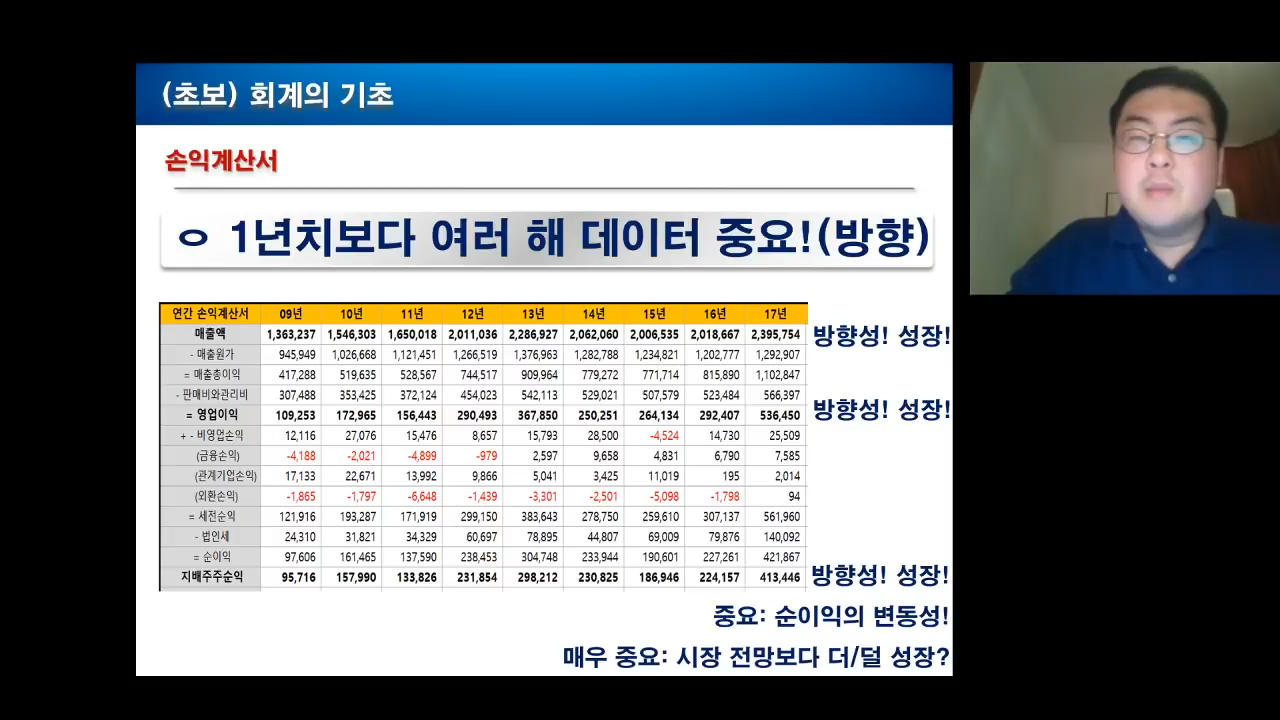 (초보) 회계의 기초
손익계산서
ㅇ 1년치보다 여러 해 데이터 중요!(방향)
연간 손익계산서 09년 10년 11년 12년 13년 14년 15년 16년 17년
매출액 1,363,237 1,546,303 1,650,018 2,011,036 2,286,927 2,062,060 2,006,535 2,018,667 2,395,754 방향성! 성장!
- 매출원가 945,949 1,026,668 1,121,451 1,266,519 1,376,963 1,282,788 1,234,821 1,202,777 1,292,907
= 매출총이익 417,288 519,635 528,567 744,517 909,964 779,272 771,714 815,890 1,102,847
- 판매비와관리비 307,488 353,425 372,124 454,023 542,113 529,021 507,579 523,484 566,397
= 영업이익 109,253 172,965 156,443 290,493 367,850 250,251 264,134 292,407 536,450 방향성! 성장!
+ - 비영업손익 12,116 27,076 15,476 8,657 15,793 28,500 -4,524 14,730 25,509
(금융손익) -4,188 -2,021 -4,899 -979 2,597 9,658 4,831 6,790 7,585
(관계기업손익) 17,133 22,671 13,992 9,866 5,041 3,425 11,019 195 2,014
(외환손익) -1,865 -1,797 -6,648 -1,439 -3,301 -2,501 -5,098 -1,798 94
= 세전순익 121,916 193,287 171,919 299,150 383,643 278,750 259,610 307,137 561,960
- 법인세 24,310 31,821 34,329 60,697 78,895 44,807 69,009 79,876 140,092
= 순이익 97,606 161,465 137,590 238,453 304,748 233,944 190,601 227,261 421,867
지배주주순익 95,716 157,990 133,826 231,854 298,212 230,825 186,946 224,157 413,446 방향성! 성장!
중요: 순이익의 변동성!
매우 중요: 시장 전망보다 더/덜 성장?